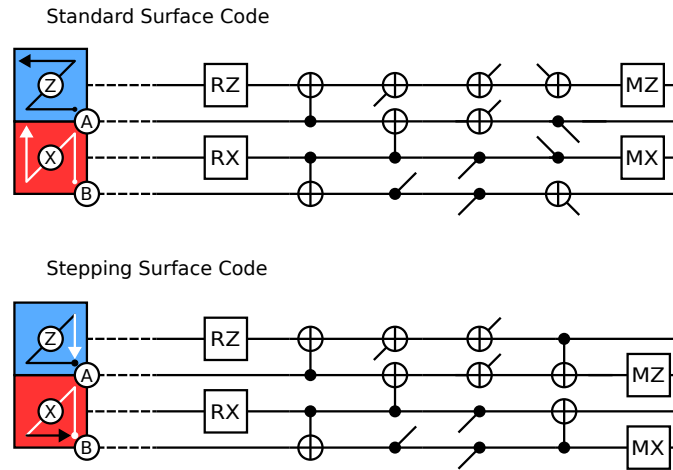 Standard Surface Code
Z
RZ
MZ
A
X
RX
MX
B
Stepping Surface Code
Z
RZ
A
MZ
X
RX
B
MX